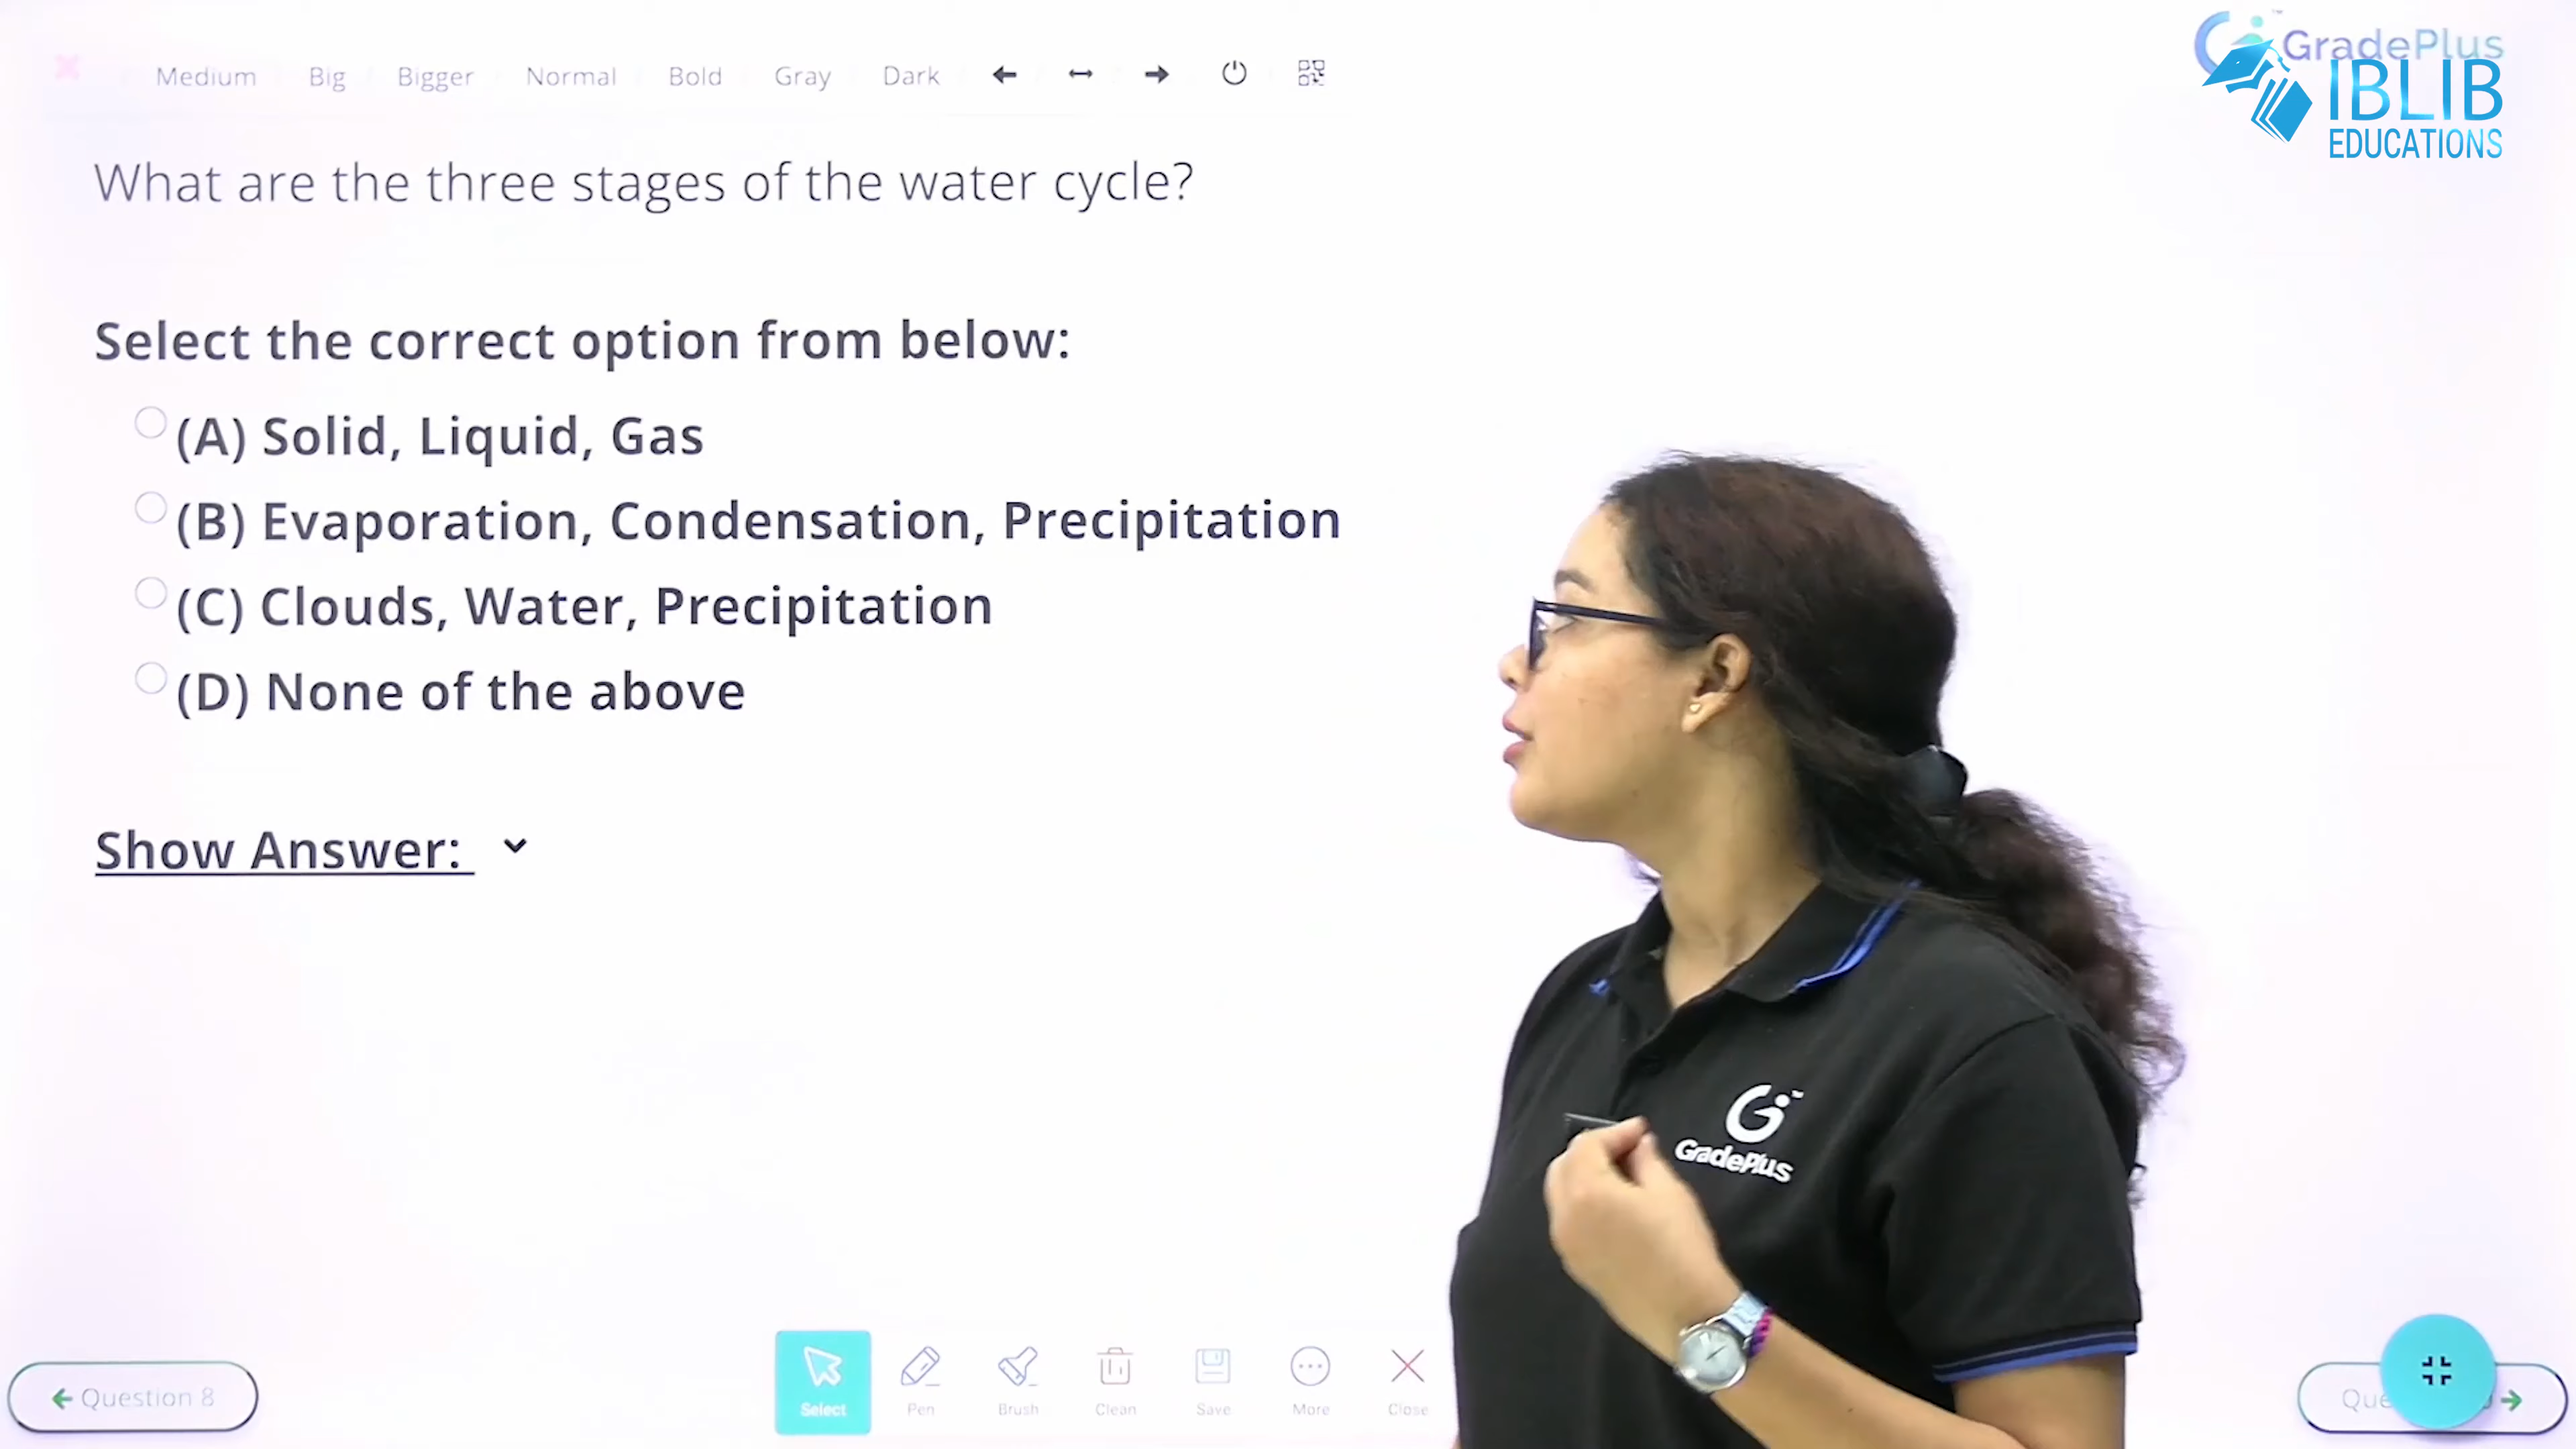 GradePlus
IBLIB
EDUCATIONS
Medium Big Bigger Normal Bold Gray Dark
What are the three stages of the water cycle?
Select the correct option from below:
(A) Solid, Liquid, Gas
(B) Evaporation, Condensation, Precipitation
(C) Clouds, Water, Precipitation
(D) None of the above
Show Answer:
GradePlus
Question 8
Select Pen Brush Clean Save More Close